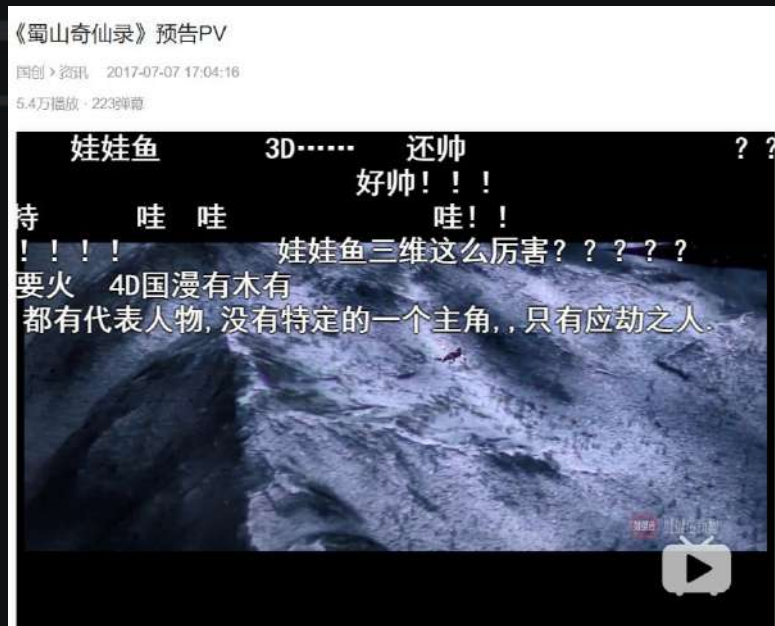 《蜀山奇仙录》预告PV
国创 › 资讯 2017-07-07 17:04:16
5.4万播放 · 223弹幕
娃娃鱼 3D…… 还帅 ? ?
好帅!!!
持 哇 哇 哇!!
!!!! 娃娃鱼三维这么厉害?????
要火 4D国漫有木有
都有代表人物,没有特定的一个主角,,只有应劫之人.